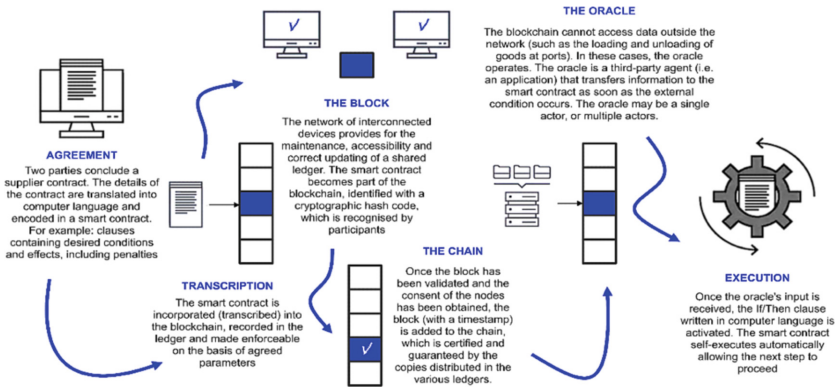 AGREEMENT
Two parties conclude a
supplier contract. The details of
the contract are translated into
computer language and
encoded in a smart contract.
For example: clauses
containing desired conditions
and effects, including penalties
TRANSCRIPTION
The smart contract is
incorporated (transcribed) into
the blockchain, recorded in the
ledger and made enforceable
on the basis of agreed
parameters
THE BLOCK
The network of interconnected
devices provides for the
maintenance, accessibility and
correct updating of a shared
ledger. The smart contract
becomes part of the
blockchain, identified with a
cryptographic hash code,
which is recognised by
participants
THE CHAIN
Once the block has
been validated and the
consent of the nodes
has been obtained, the
block (with a timestamp)
is added to the chain,
which is certified and
guaranteed by the
copies distributed in the
various ledgers.
THE ORACLE
The blockchain cannot access data outside the
network (such as the loading and unloading of
goods at ports). In these cases, the oracle
operates. The oracle is a third-party agent (i.e.
an application) that transfers information to the
smart contract as soon as the external
condition occurs. The oracle may be a single
actor, or multiple actors.
EXECUTION
Once the oracle's input is
received, the If/Then clause
written in computer language is
activated. The smart contract
self-executes automatically
allowing the next step to
proceed